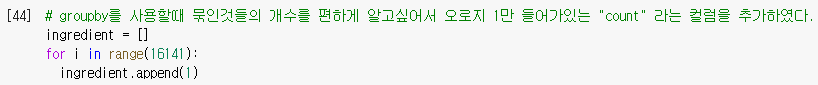 [44] # groupby를 사용할때 묶인것들의 개수를 편하게 알고싶어서 오로지 1만 들어가있는 "count" 라는 컬럼을 추가하였다.
ingredient = []
for i in range(16141):
  ingredient.append(1)